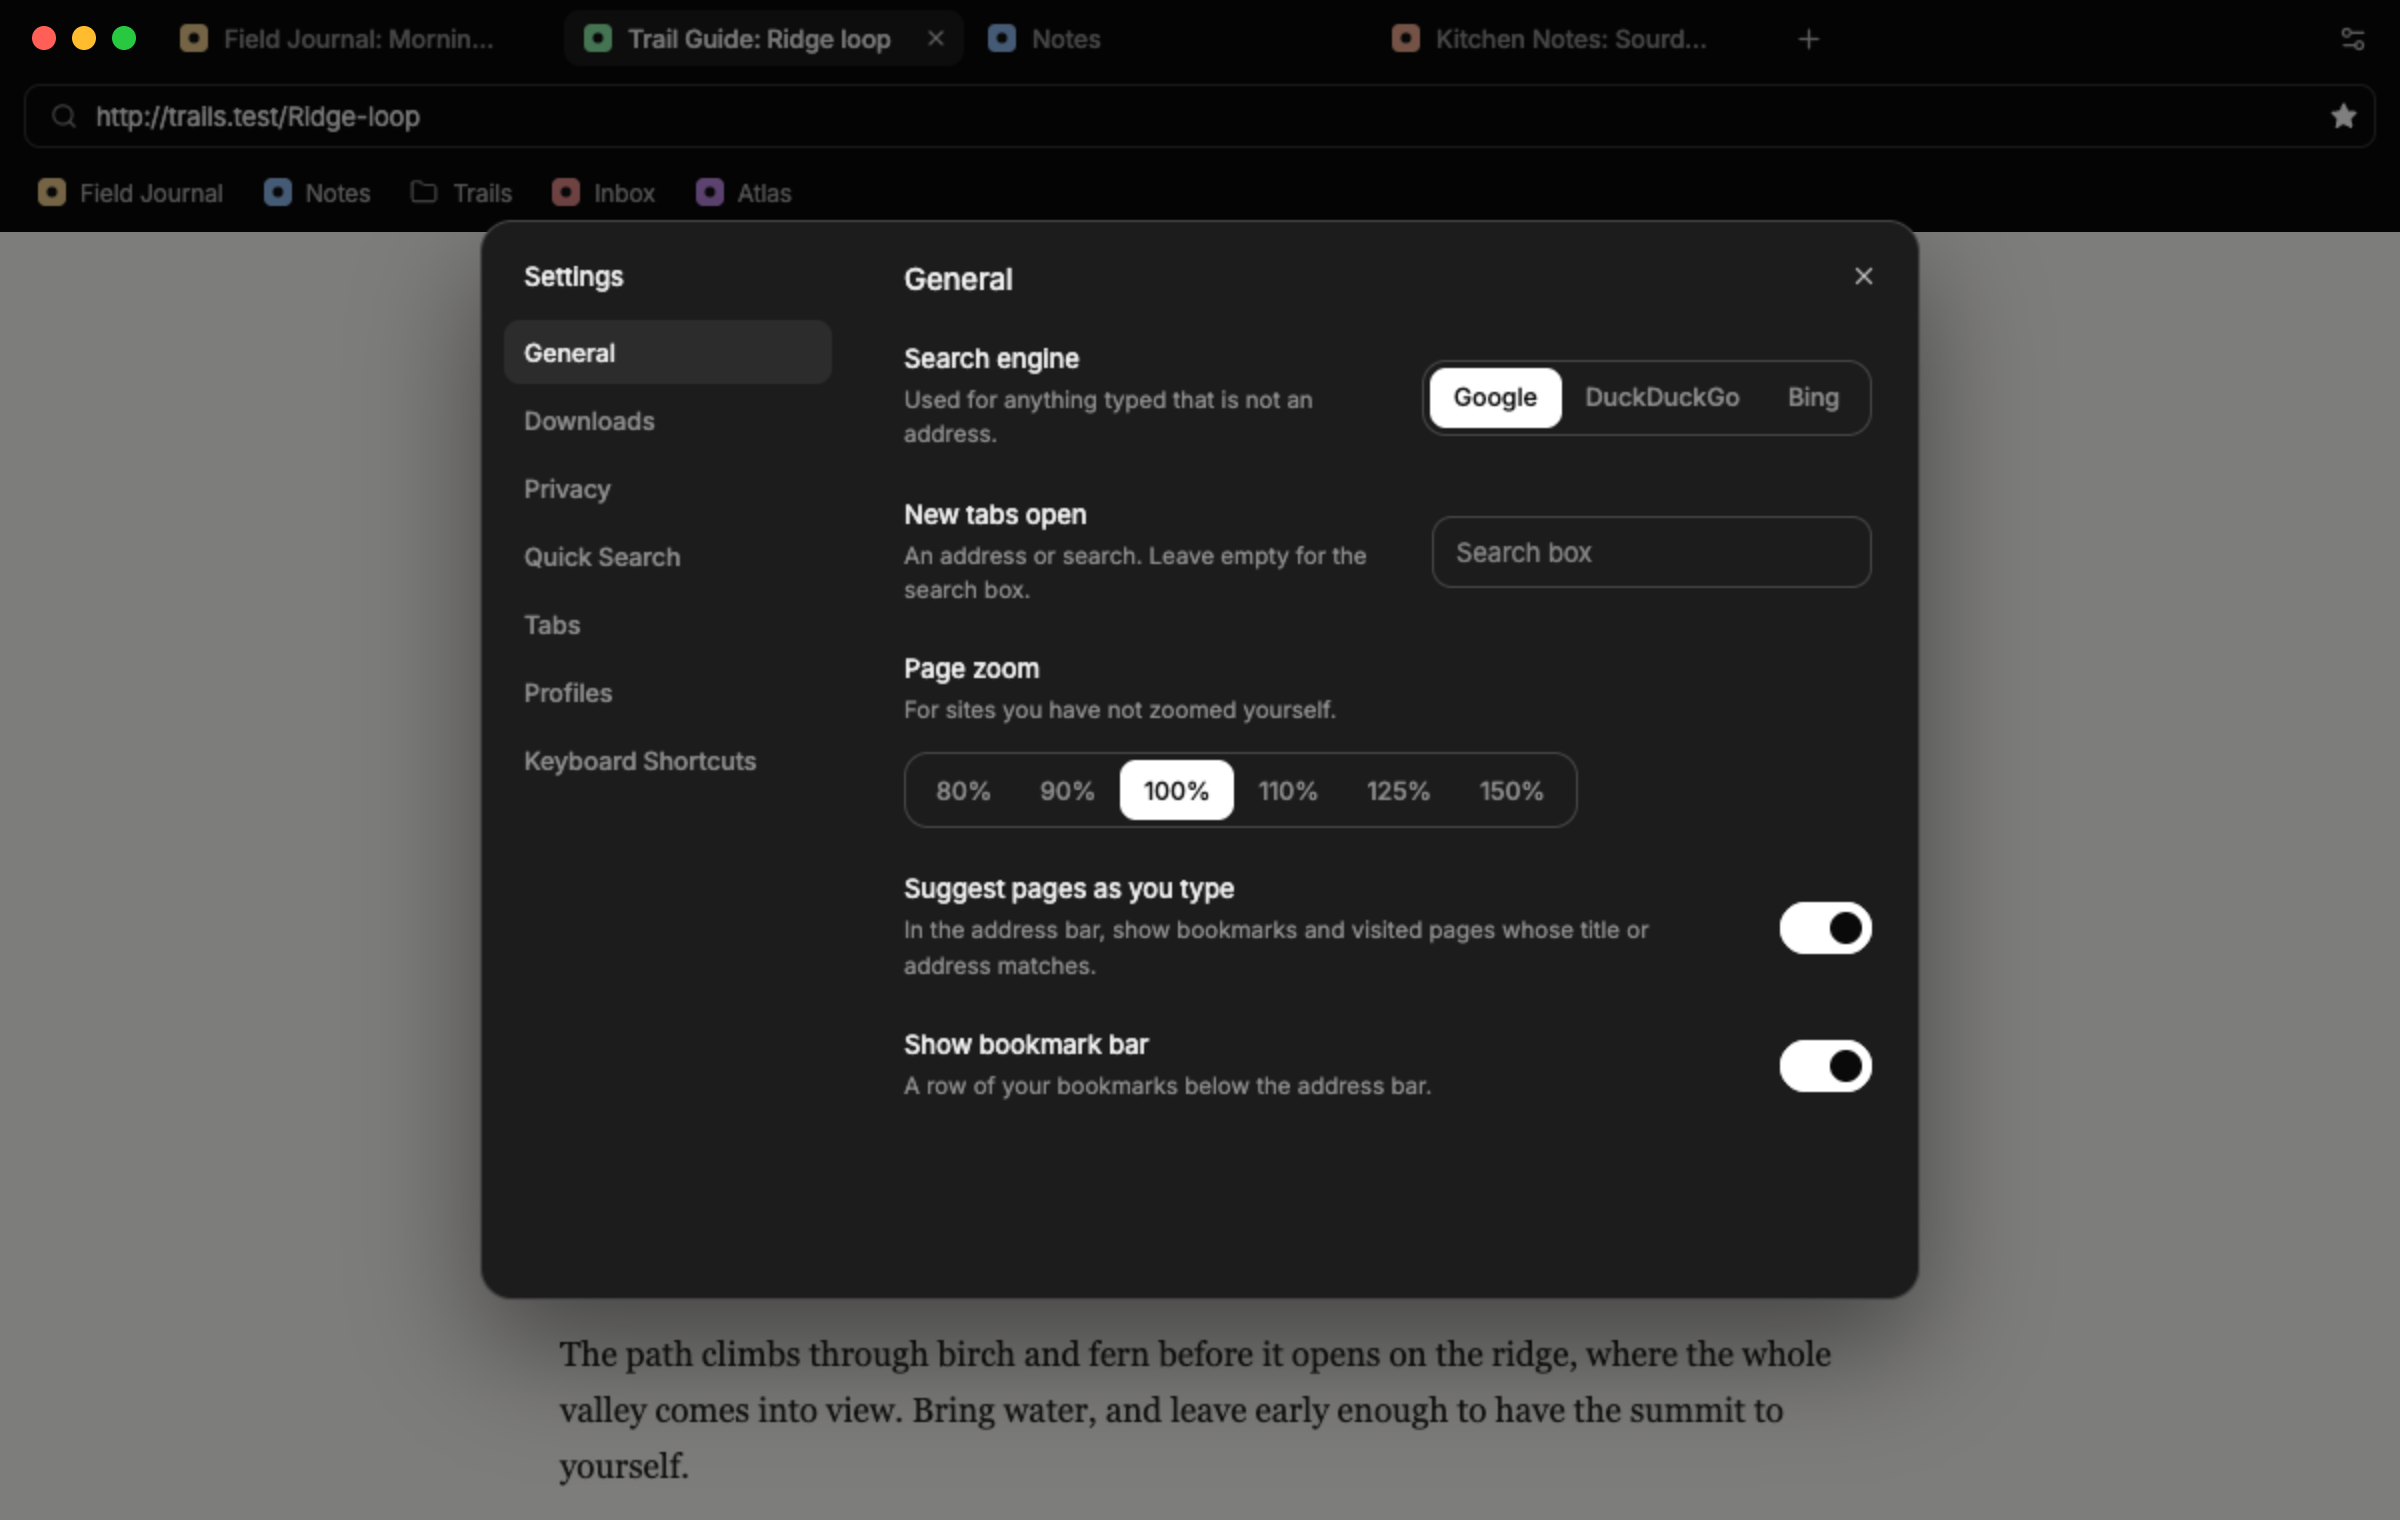 Field Journal: Mornin...
Trail Guide: Ridge loop
Notes
Kitchen Notes: Sourd...
http://trails.test/Ridge-loop
Field Journal
Notes
Trails
Inbox
Atlas
Settings
General
Downloads
Privacy
Quick Search
Tabs
Profiles
Keyboard Shortcuts
General
Search engine
Used for anything typed that is not an
address.
Google DuckDuckGo Bing
New tabs open
An address or search. Leave empty for the
search box.
Search box
Page zoom
For sites you have not zoomed yourself.
80% 90% 100% 110% 125% 150%
Suggest pages as you type
In the address bar, show bookmarks and visited pages whose title or
address matches.
Show bookmark bar
A row of your bookmarks below the address bar.
The path climbs through birch and fern before it opens on the ridge, where the whole
valley comes into view. Bring water, and leave early enough to have the summit to
yourself.